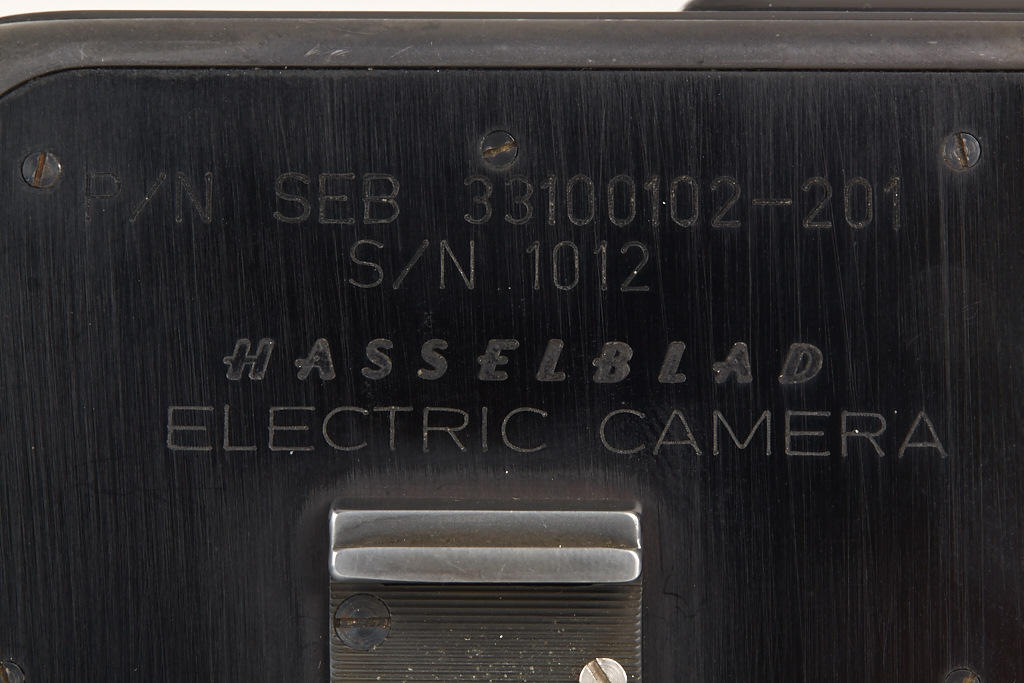 P/N SEB 33100102-201
S/N 1012
HASSELBLAD
ELECTRIC CAMERA